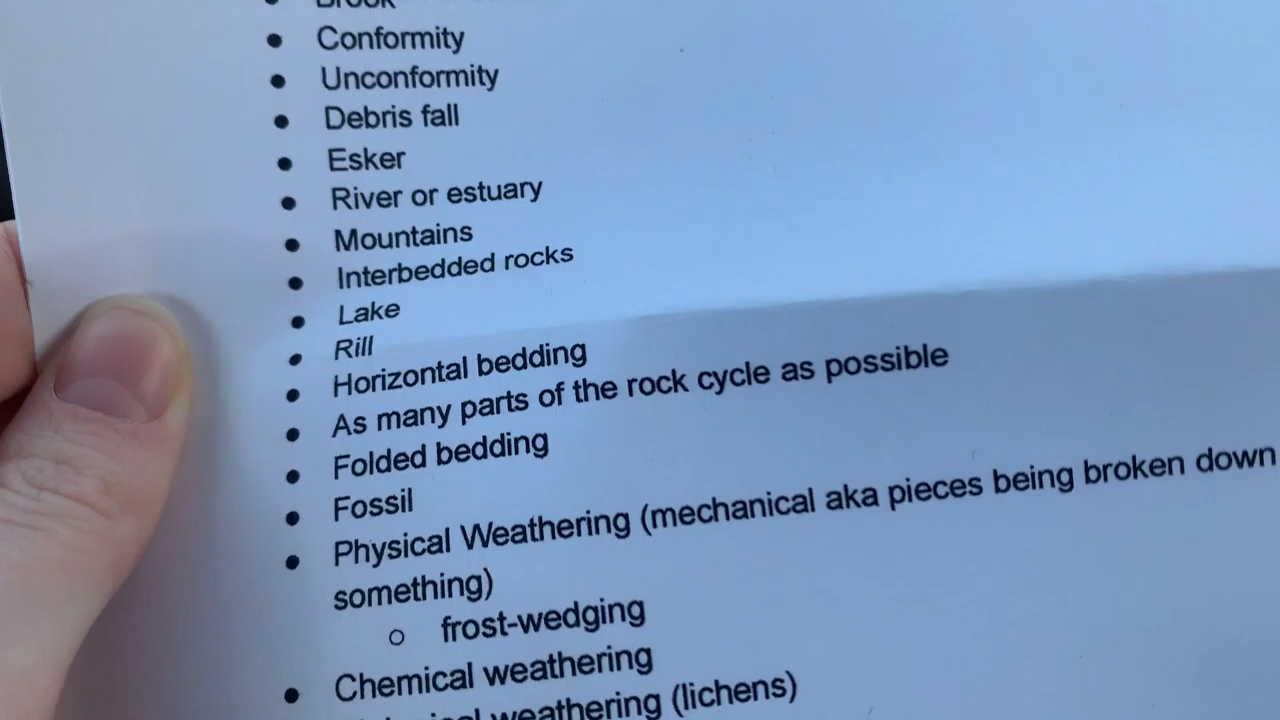 Brook
• Conformity
• Unconformity
• Debris fall
• Esker
• River or estuary
• Mountains
• Interbedded rocks
• Lake
• Rill
• Horizontal bedding
• As many parts of the rock cycle as possible
• Folded bedding
• Fossil
• Physical Weathering (mechanical aka pieces being broken down
something)
o frost-wedging
• Chemical weathering
weathering (lichens)